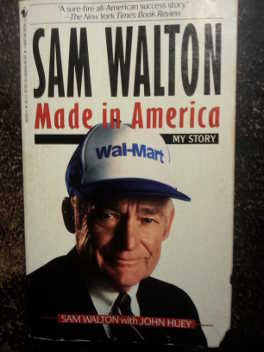 "A sure-fire all-American success story."
—The New York Times Book Review
SAM WALTON
Made in America
MY STORY
Wal-Mart
SAM WALTON with JOHN HUEY